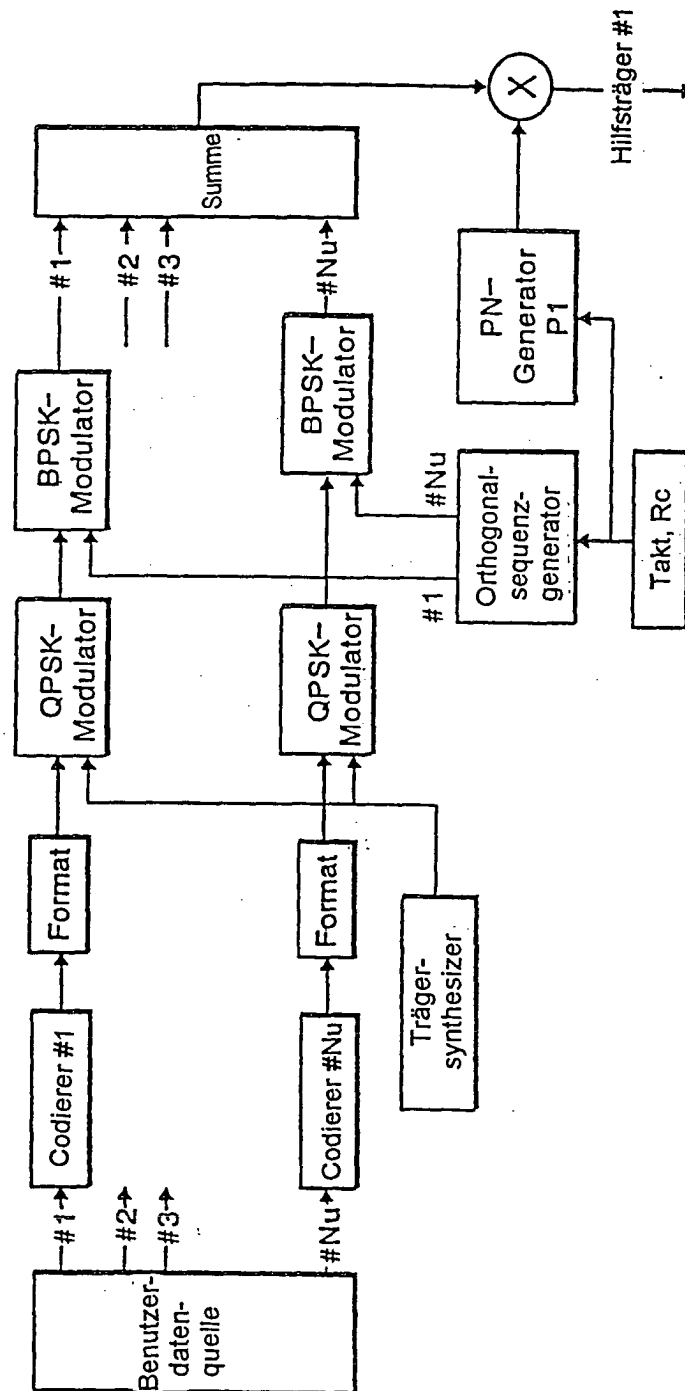 Benutzer-
daten-
quelle
#1
#2
#3
#Nu
Codierer #1
Format
QPSK–
Modulator
BPSK–
Modulator
#1
#2
#3
#Nu
Summe
Codierer #Nu
Format
QPSK–
Modulator
BPSK–
Modulator
Träger-
synthesizer
#1
#Nu
Orthogonal-
sequenz-
generator
PN–
Generator
P1
X
Takt, Rc
Hilfsträger #1